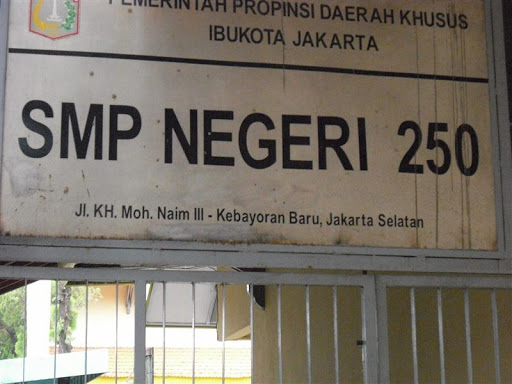 PEMERINTAH PROPINSI DAERAH KHUSUS
IBUKOTA JAKARTA
SMP NEGERI 250
Jl. KH. Moh. Naim III - Kebayoran Baru, Jakarta Selatan